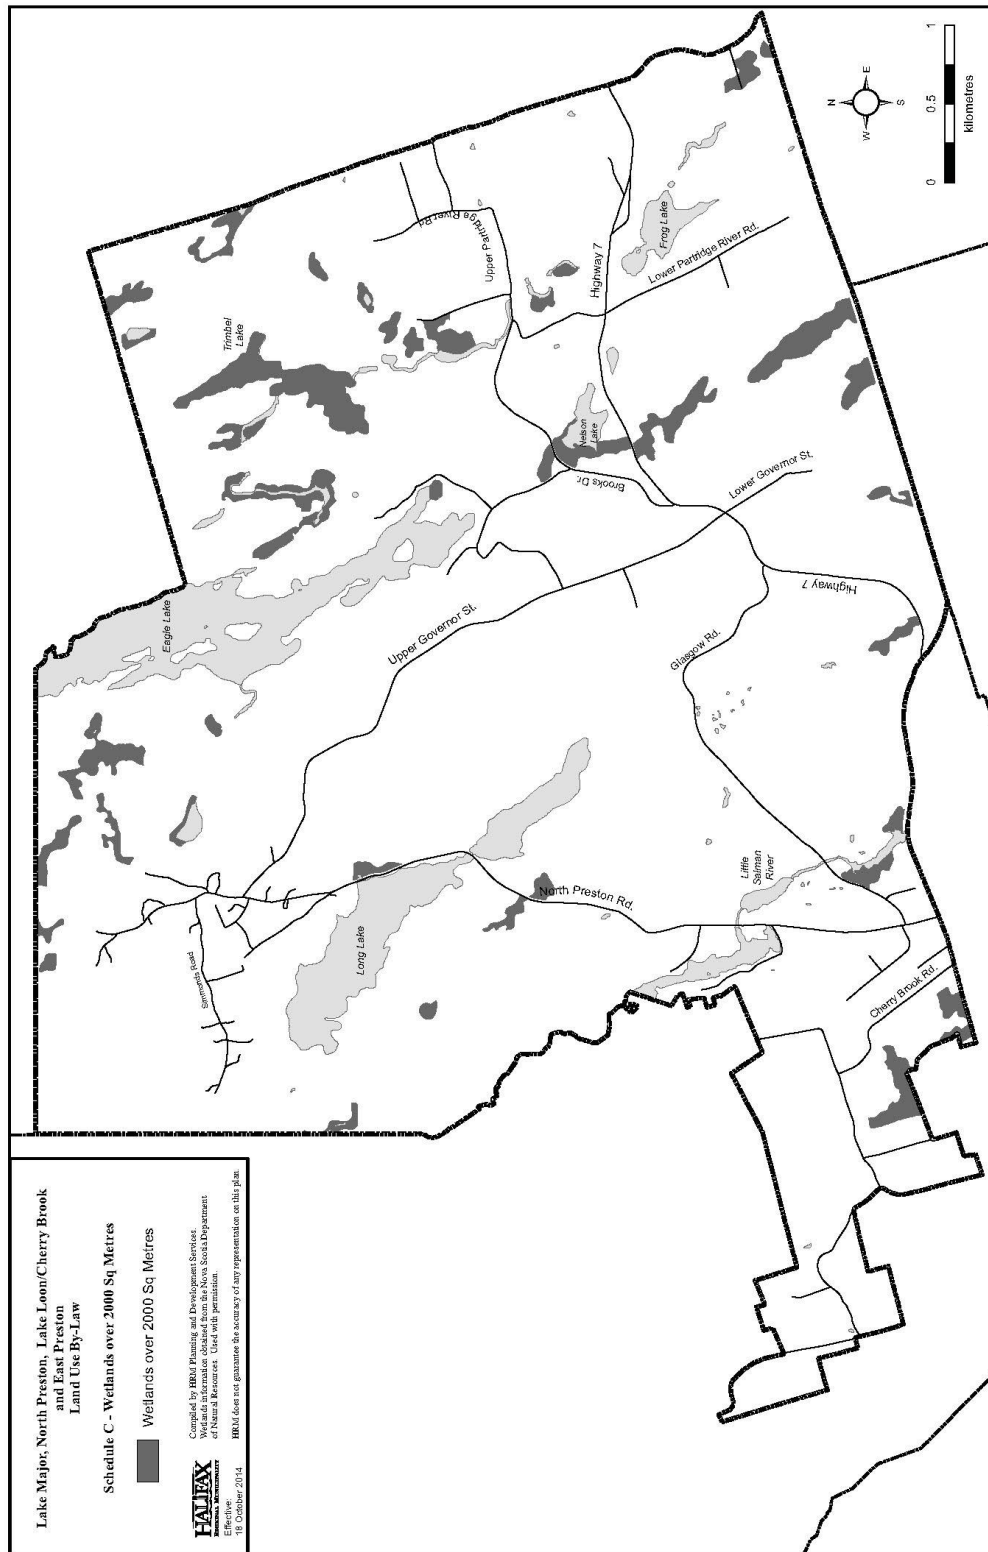 Lake Major, North Preston, Lake Loon/Cherry Brook
and East Preston
Land Use By-Law
Schedule C - Wetlands over 2000 Sq Metres
Wetlands over 2000 Sq Metres
HALIFAX
REGIONAL MUNICIPALITY
Effective:
18 October 2014
Compiled by HRM Planning and Development Services.
Wetlands information obtained from the Nova Scotia Department
of Natural Resources. Used with permission.
HRM does not guarantee the accuracy of any representation on this plan.
Simmonds Road
Long Lake
North Preston Rd.
Little
Salman
River
Cherry Brook Rd.
Eagle Lake
Upper Governor St.
Glasgow Rd.
Highway 7
Lower Governor St.
Brooks Dr.
Nelson
Lake
Trimbel
Lake
Upper Partridge River Rd
Highway 7
Lower Partridge River Rd.
Frog Lake
N
E
S
W
0
0.5
1
kilometres